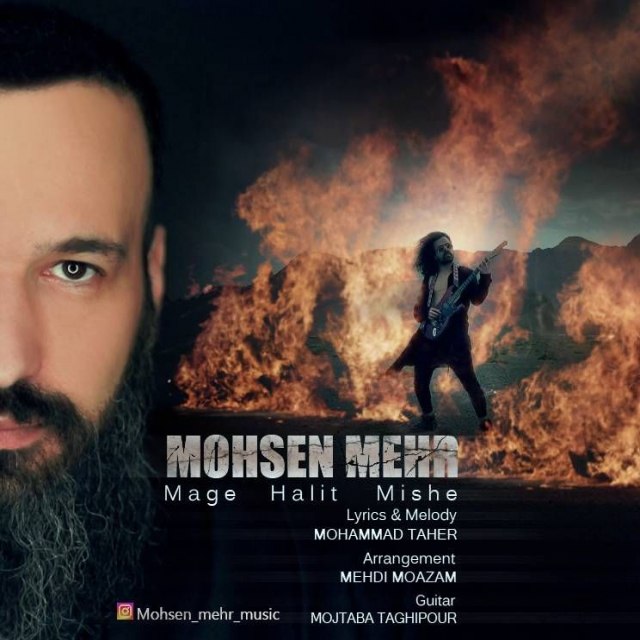 MOHSEN MEHR
Mage Halit Mishe
Lyrics & Melody
MOHAMMAD TAHER
Arrangement
MEHDI MOAZAM
Guitar
MOJTABA TAGHIPOUR
Mohsen_mehr_music